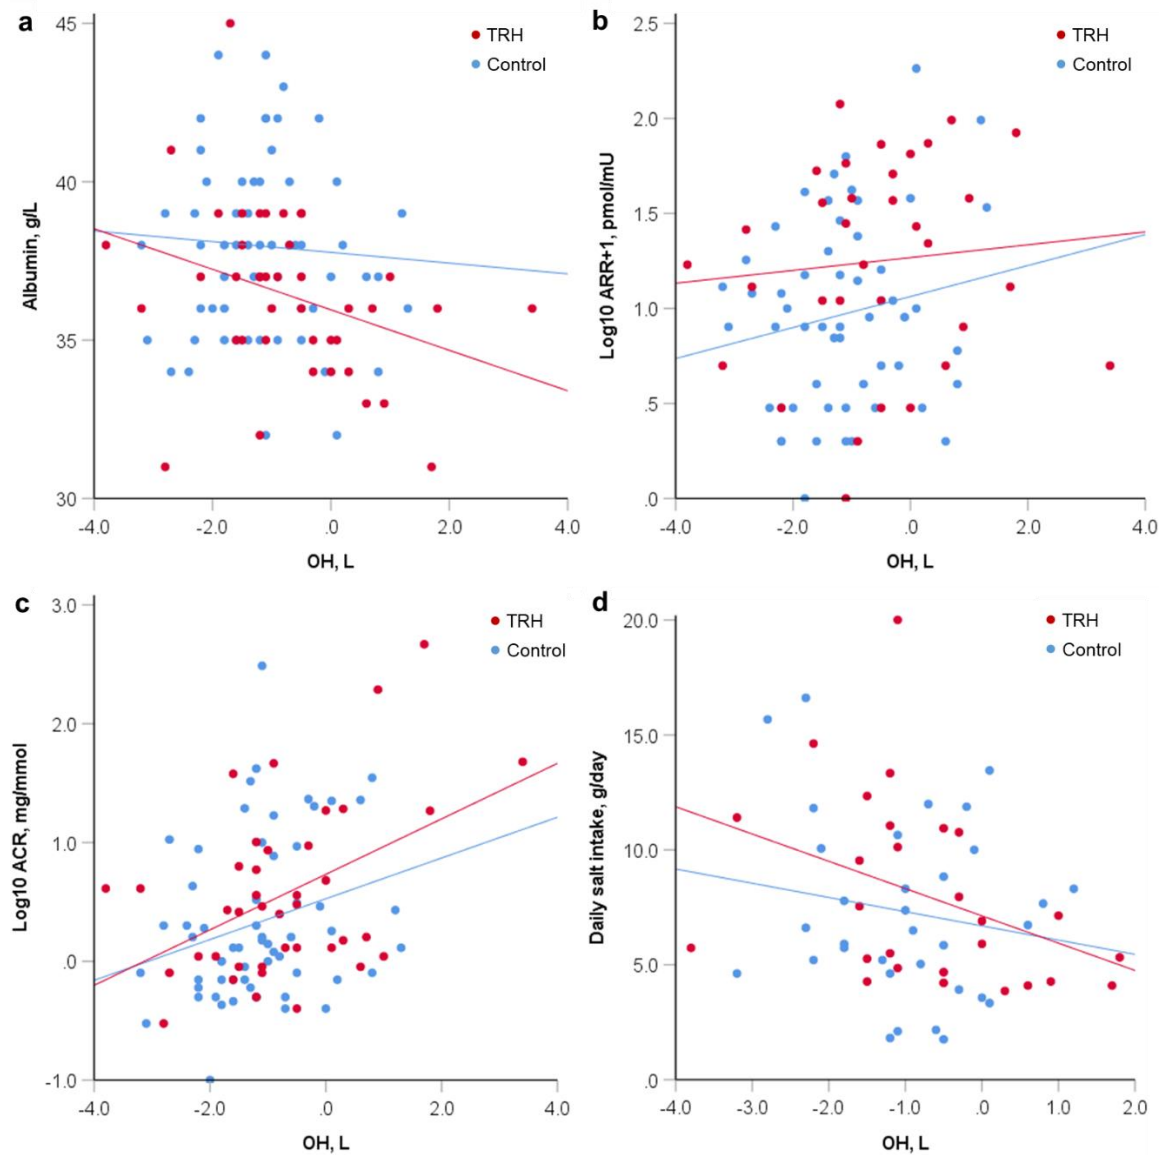 a
45
40
35
30
Albumin, g/L
-4.0 -2.0 .0 2.0 4.0
OH, L
TRH
Control
b
2.5
2.0
1.5
1.0
.5
.0
Log10 ARR+1, pmol/mU
-4.0 -2.0 .0 2.0 4.0
OH, L
TRH
Control
c
3.0
2.0
1.0
.0
-1.0
Log10 ACR, mg/mmol
-4.0 -2.0 .0 2.0 4.0
OH, L
TRH
Control
d
20.0
15.0
10.0
5.0
.0
Daily salt intake, g/day
-4.0 -3.0 -2.0 -1.0 .0 1.0 2.0
OH, L
TRH
Control